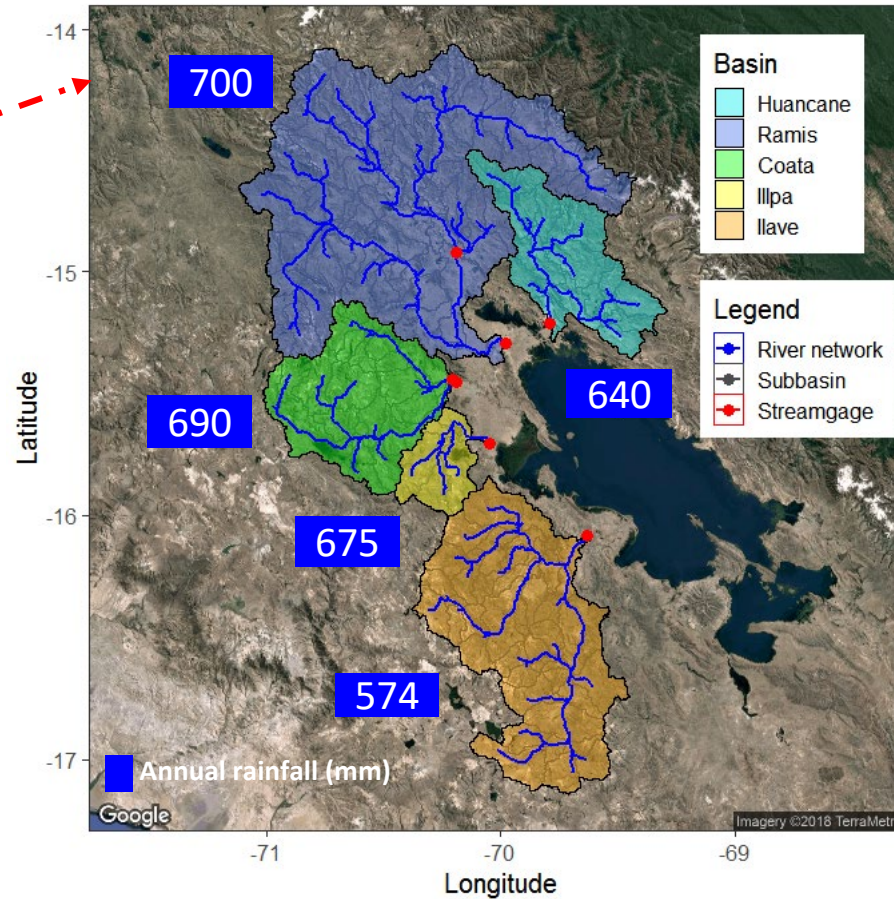 -14
700
Basin
Huancane
Ramis
Coata
Illpa
Ilave
-15
Legend
River network
Subbasin
Streamgage
640
690
Latitude
-16
675
574
-17
Annual rainfall (mm)
Google
Imagery ©2018 TerraMetr
-71
-70
-69
Longitude